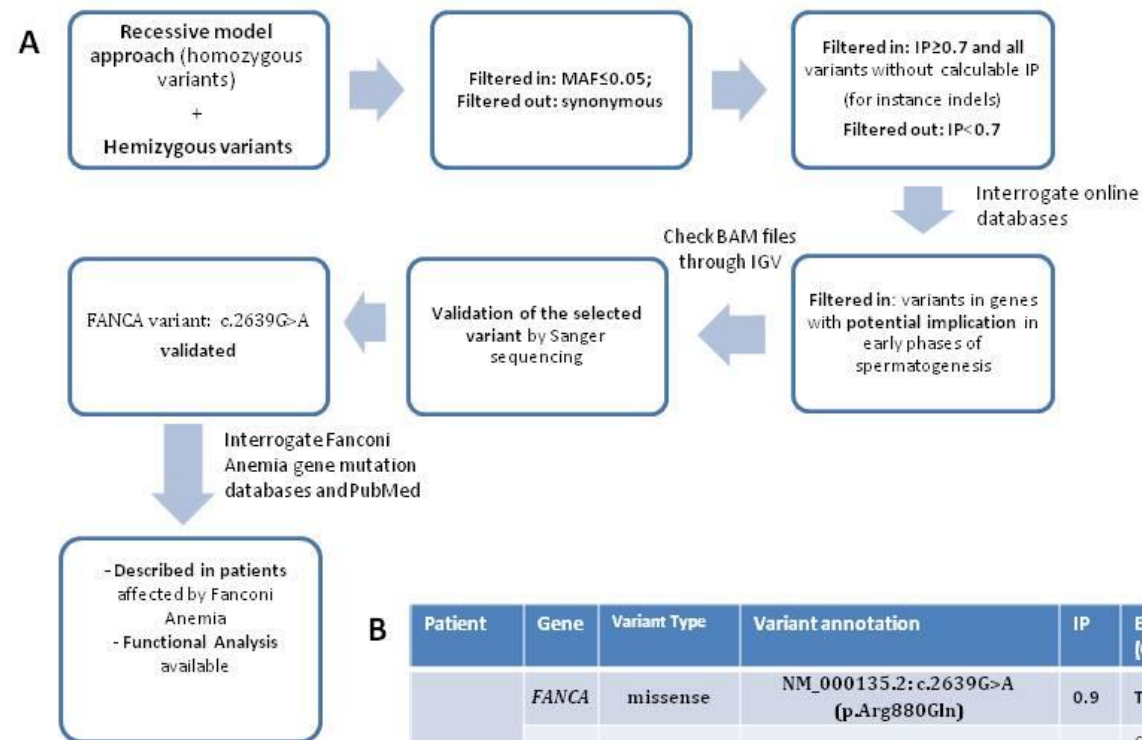 A
Recessive model
approach (homozygous
variants)
+
Hemizygous variants
Filtered in: MAF≤0.05;
Filtered out: synonymous
Filtered in: IP≥0.7 and all
variants without calculable IP
(for instance indels)
Filtered out: IP<0.7
Interrogate online
databases
Filtered in: variants in genes
with potential implication in
early phases of
spermatogenesis
Check BAM files
through IGV
Validation of the selected
variant by Sanger
sequencing
FANCA variant: c.2639G>A
validated
Interrogate Fanconi
Anemia gene mutation
databases and PubMed
- Described in patients
affected by Fanconi
Anemia
- Functional Analysis
available
B
Patient Gene Variant Type Variant annotation IP
FANCA missense NM_000135.2: c.2639G>A 0.9
(p.Arg880Gln)